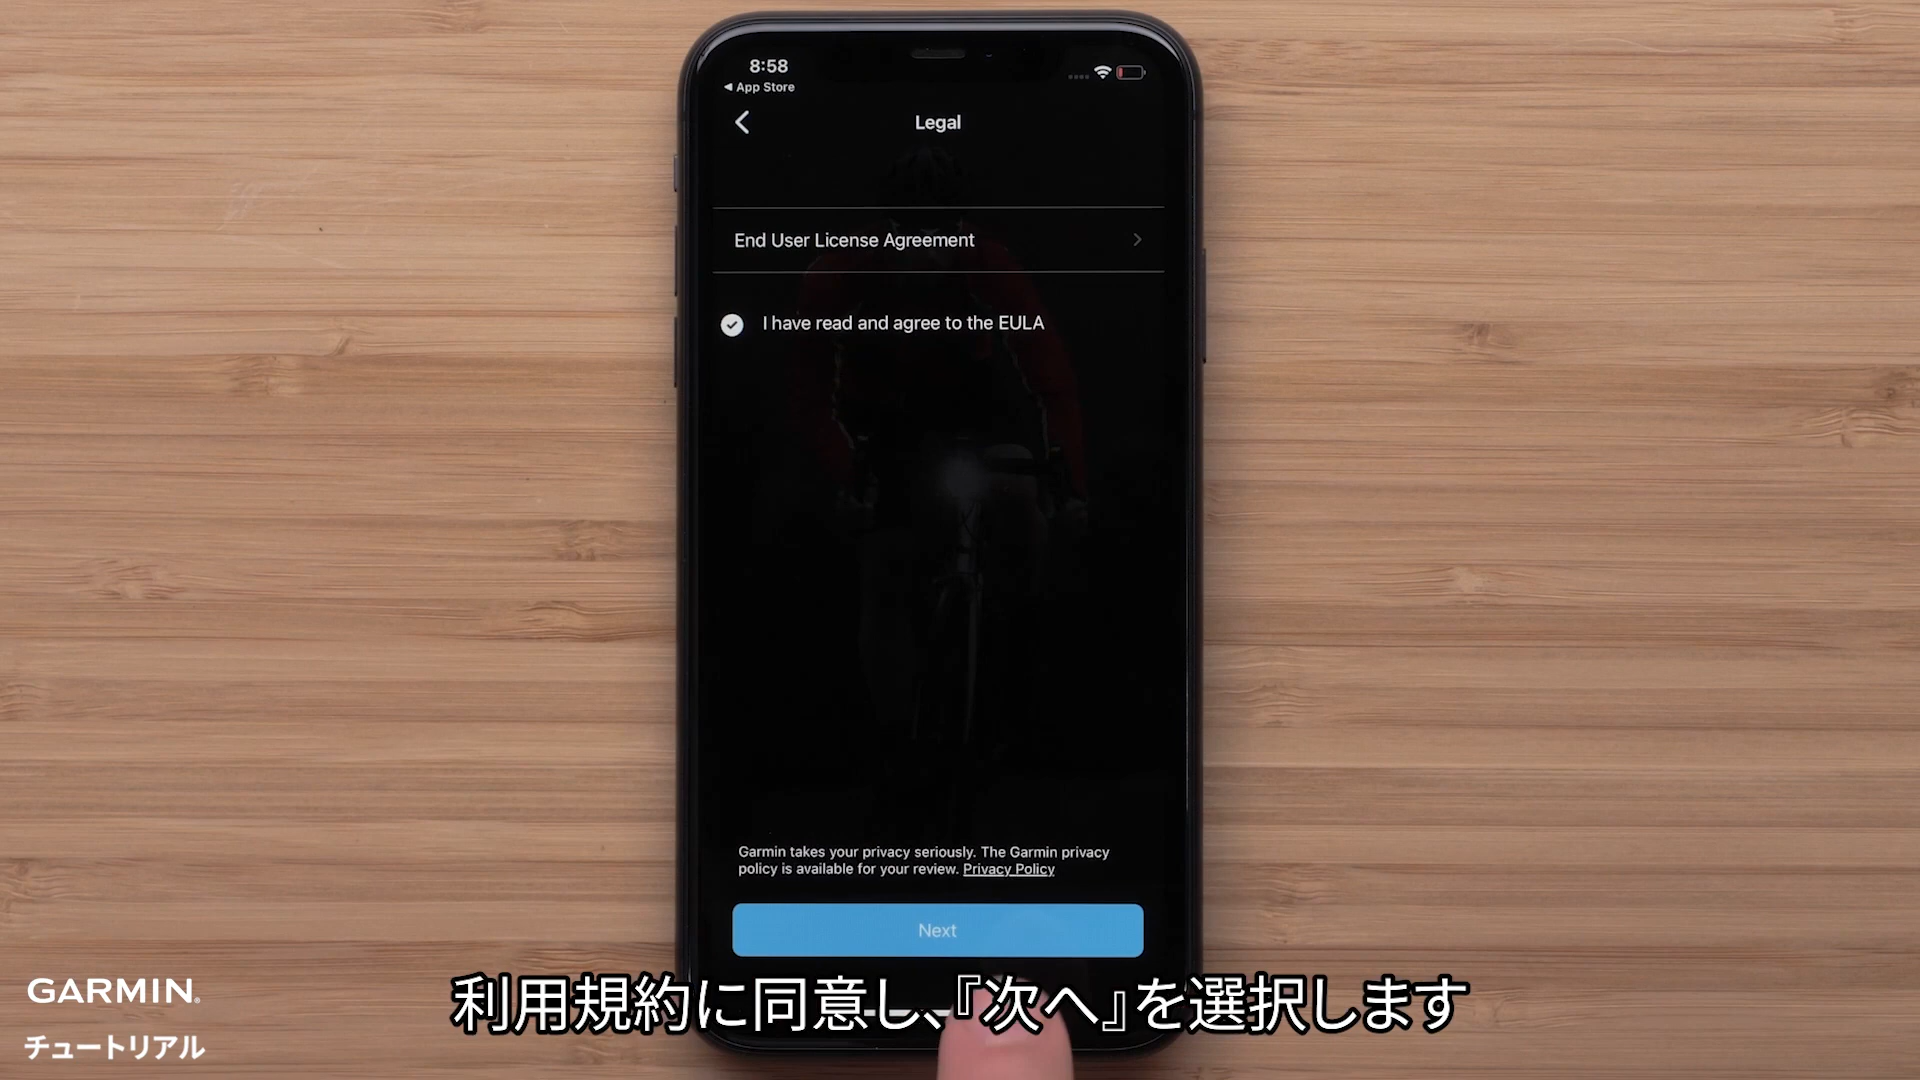 8:58
App Store
Legal
End User License Agreement
I have read and agree to the EULA
Garmin takes your privacy seriously. The Garmin privacy
policy is available for your review. Privacy Policy
Next
利用規約に同意し、『次へ』を選択します
GARMIN.
チュートリアル